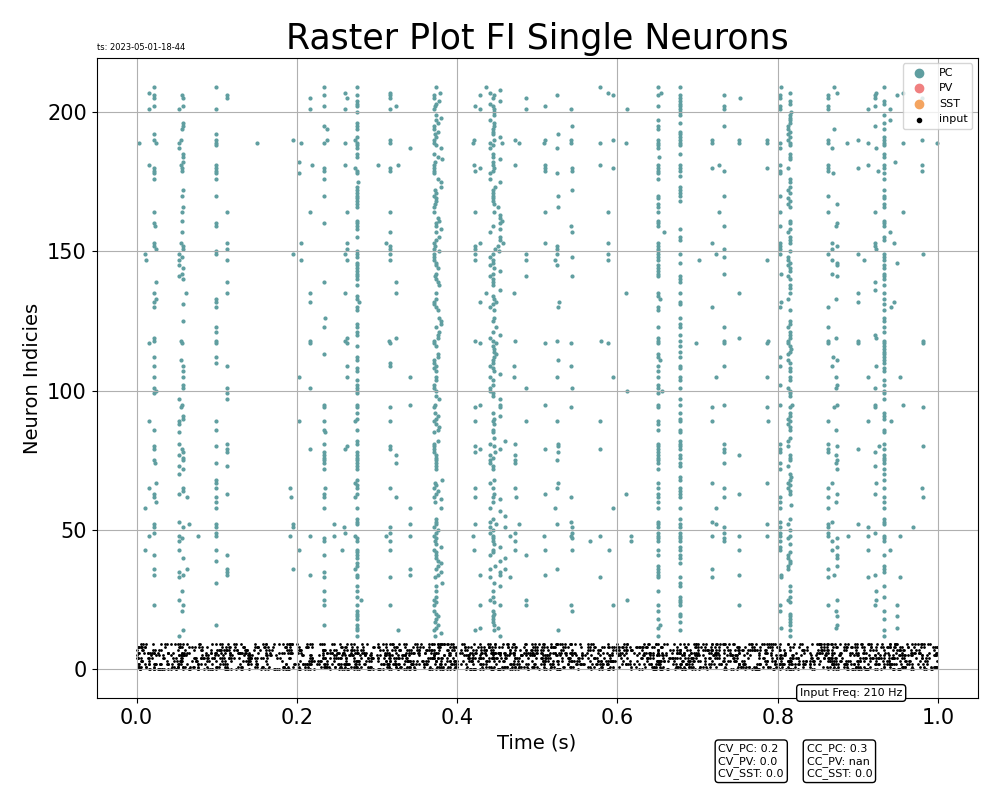 Raster Plot FI Single Neurons
ts: 2023-05-01-18-44
PC
PV
SST
input
200
150
100
50
0
Neuron Indicies
0.0 0.2 0.4 0.6 0.8 1.0
Time (s)
Input Freq: 210 Hz
CV_PC: 0.2
CV_PV: 0.0
CV_SST: 0.0
CC_PC: 0.3
CC_PV: nan
CC_SST: 0.0